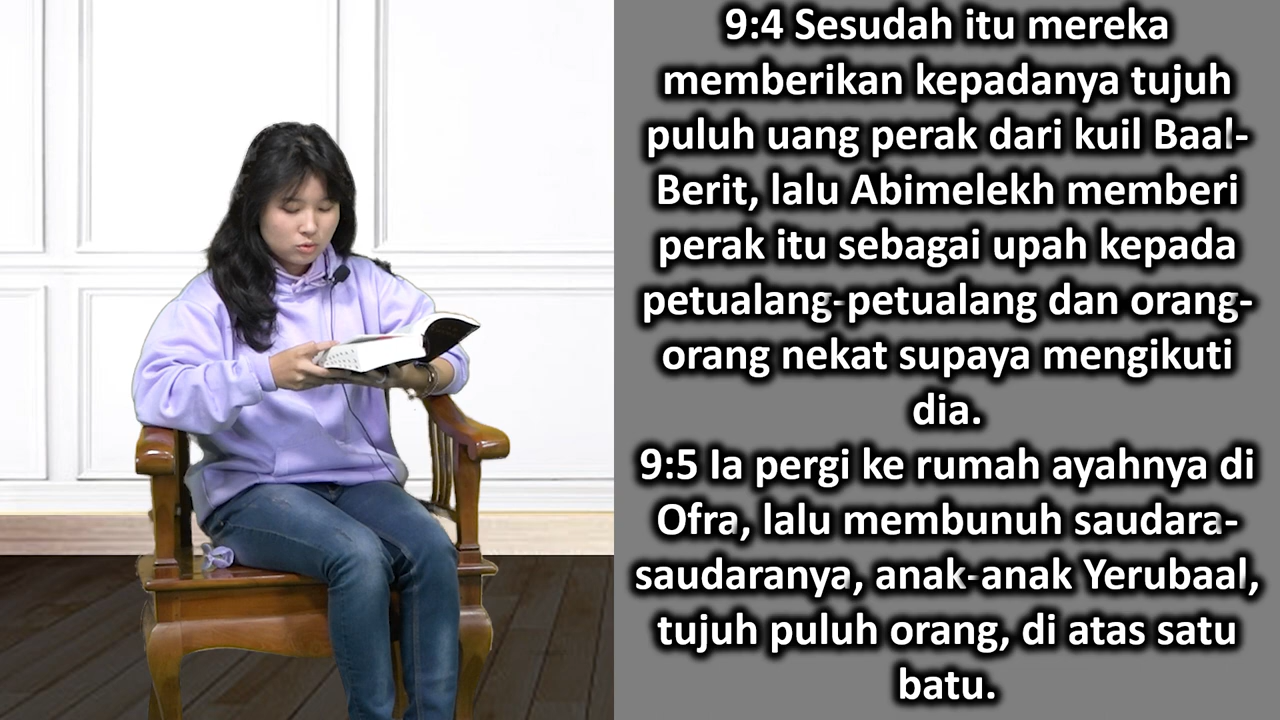 9:4 Sesudah itu mereka
memberikan kepadanya tujuh
puluh uang perak dari kuil Baal-
Berit, lalu Abimelekh memberi
perak itu sebagai upah kepada
petualang-petualang dan orang-
orang nekat supaya mengikuti
dia.
9:5 Ia pergi ke rumah ayahnya di
Ofra, lalu membunuh saudara-
saudaranya, anak-anak Yerubaal,
tujuh puluh orang, di atas satu
batu.